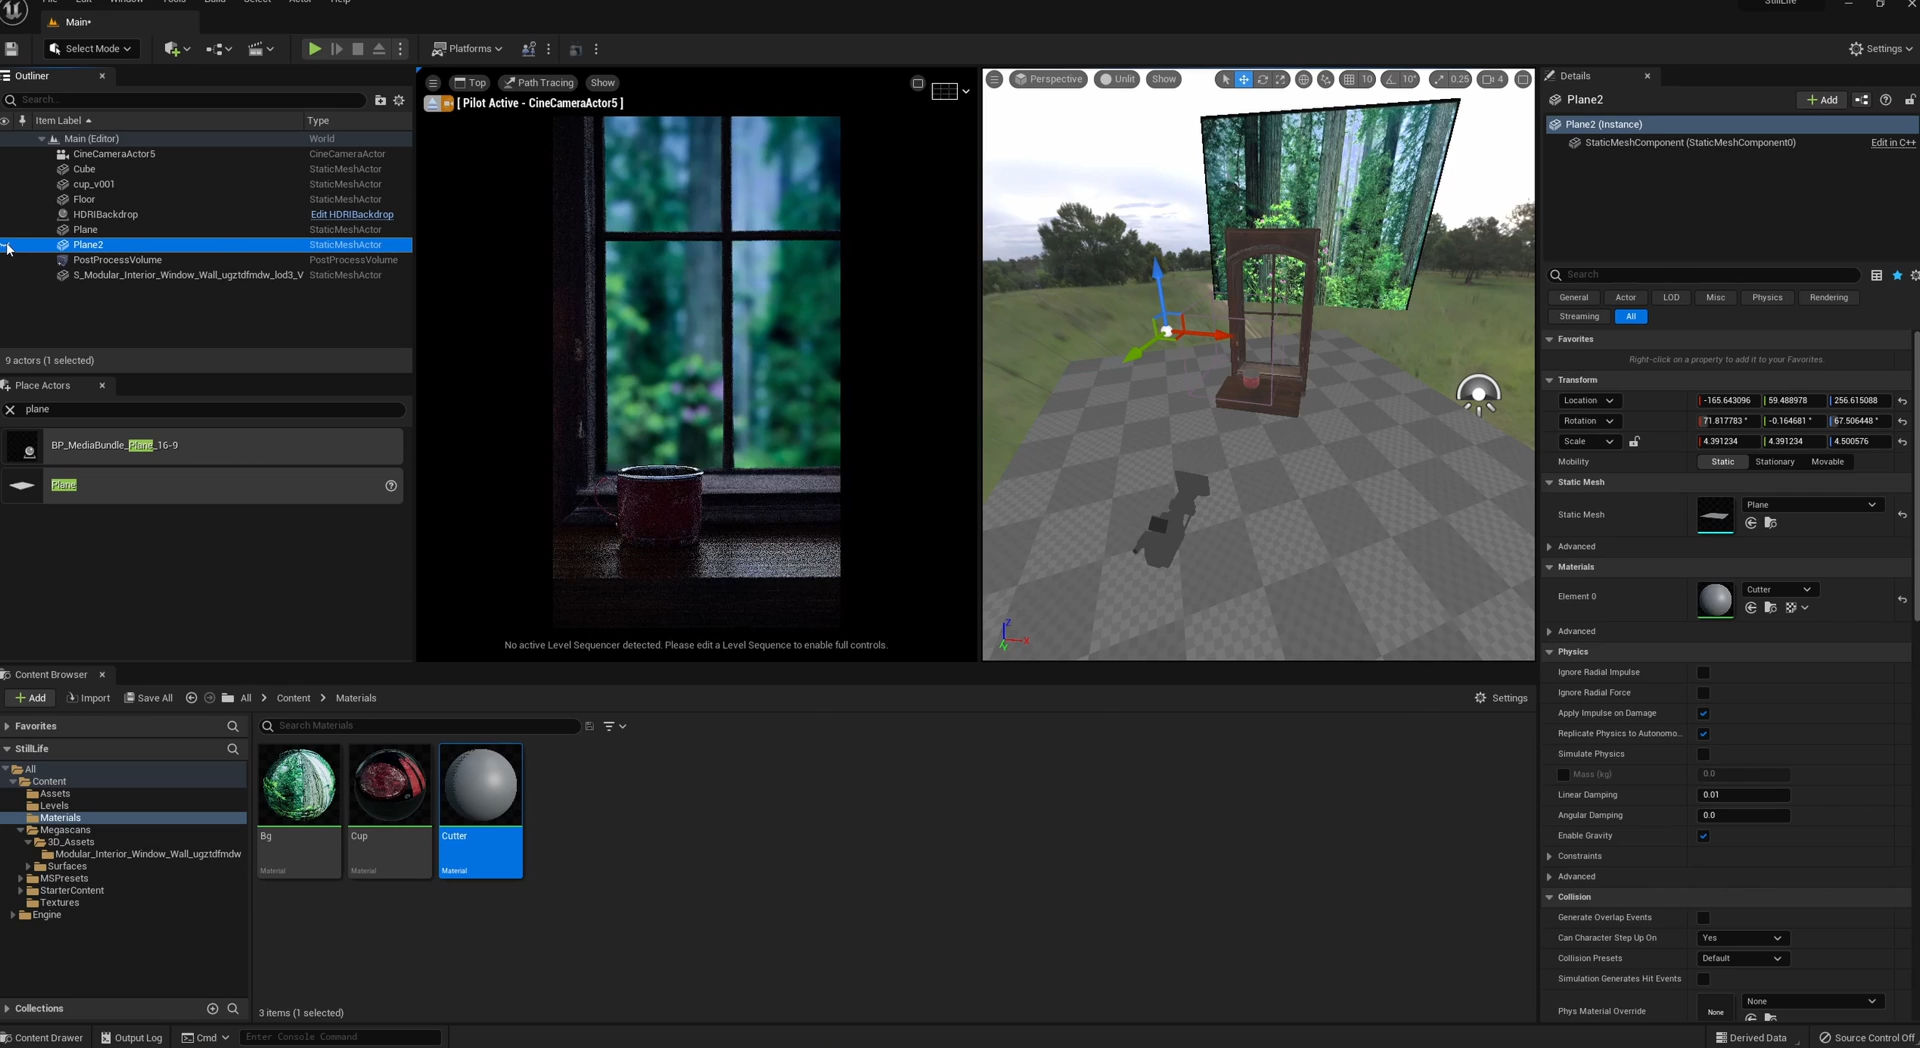 StillLife
Main•
Select Mode
Platforms
Settings
Outliner
Search...
Item Label
Type
Main (Editor)
World
CineCameraActor5
CineCameraActor
Cube
StaticMeshActor
cup_v001
StaticMeshActor
Floor
StaticMeshActor
HDRIBackdrop
Edit HDRIBackdrop
Plane
StaticMeshActor
Plane2
StaticMeshActor
PostProcessVolume
PostProcessVolume
S_Modular_Interior_Window_Wall_ugztdfmdw_lod3_V
StaticMeshActor
9 actors (1 selected)
Place Actors
plane
BP_MediaBundle_Plane_16-9
Plane
Top
Path Tracing
Show
[ Pilot Active - CineCameraActor5 ]
No active Level Sequencer detected. Please edit a Level Sequence to enable full controls.
Perspective
Unlit
Show
10
10°
0.25
4
Z
X
Y
Details
Plane2
Add
Plane2 (Instance)
StaticMeshComponent (StaticMeshComponent0)
Edit in C++
Search
General
Actor
LOD
Misc
Physics
Rendering
Streaming
All
Favorites
Right-click on a property to add it to your Favorites.
Transform
Location
-165.643096
59.488978
256.615088
Rotation
71.817783 °
-0.164681 °
67.506448 °
Scale
4.391234
4.391234
4.500576
Mobility
Static
Stationary
Movable
Static Mesh
Static Mesh
Plane
Advanced
Materials
Element 0
Cutter
Advanced
Physics
Ignore Radial Impulse
Ignore Radial Force
Apply Impulse on Damage
Replicate Physics to Autonomo...
Simulate Physics
Mass (kg)
0.0
Linear Damping
0.01
Angular Damping
0.0
Enable Gravity
Constraints
Advanced
Collision
Generate Overlap Events
Can Character Step Up On
Yes
Collision Presets
Default
Simulation Generates Hit Events
Phys Material Override
None
None
Content Browser
Add
Import
Save All
All
Content
Materials
Settings
Favorites
Search Materials
StillLife
All
Content
Assets
Levels
Materials
Megascans
3D_Assets
Modular_Interior_Window_Wall_ugztdfmdw
Surfaces
MSPresets
StarterContent
Textures
Engine
Collections
Bg
Material
Cup
Material
Cutter
Material
3 items (1 selected)
Content Drawer
Output Log
Cmd
Enter Console Command
Derived Data
Source Control Off